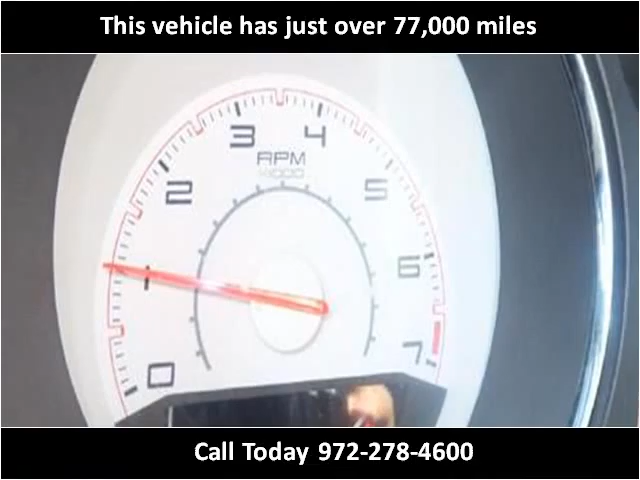 This vehicle has just over 77,000 miles
3 4
RPM
x1000
2 5
1 6
0 7
Call Today 972-278-4600